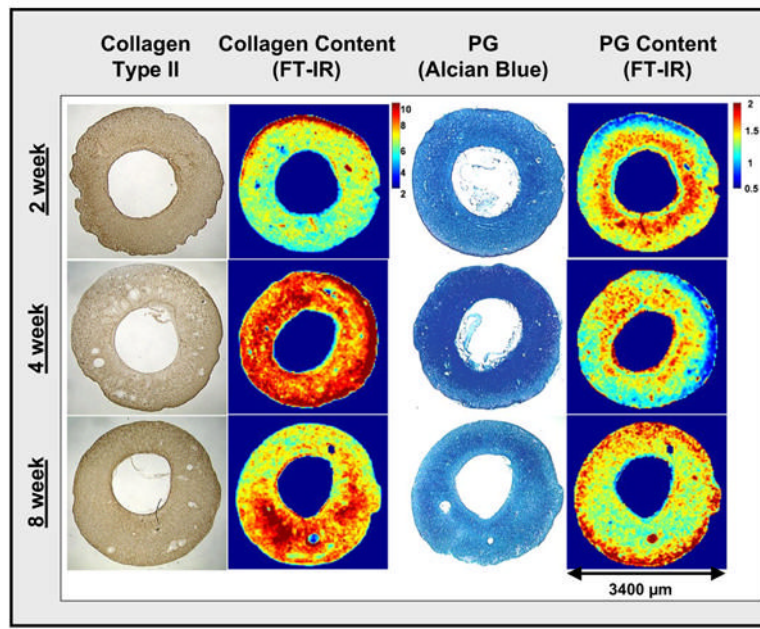 Collagen Type II
Collagen Content (FT-IR)
PG (Alcian Blue)
PG Content (FT-IR)
2 week
10
8
6
4
2
2
1.5
1
0.5
4 week
8 week
3400 µm